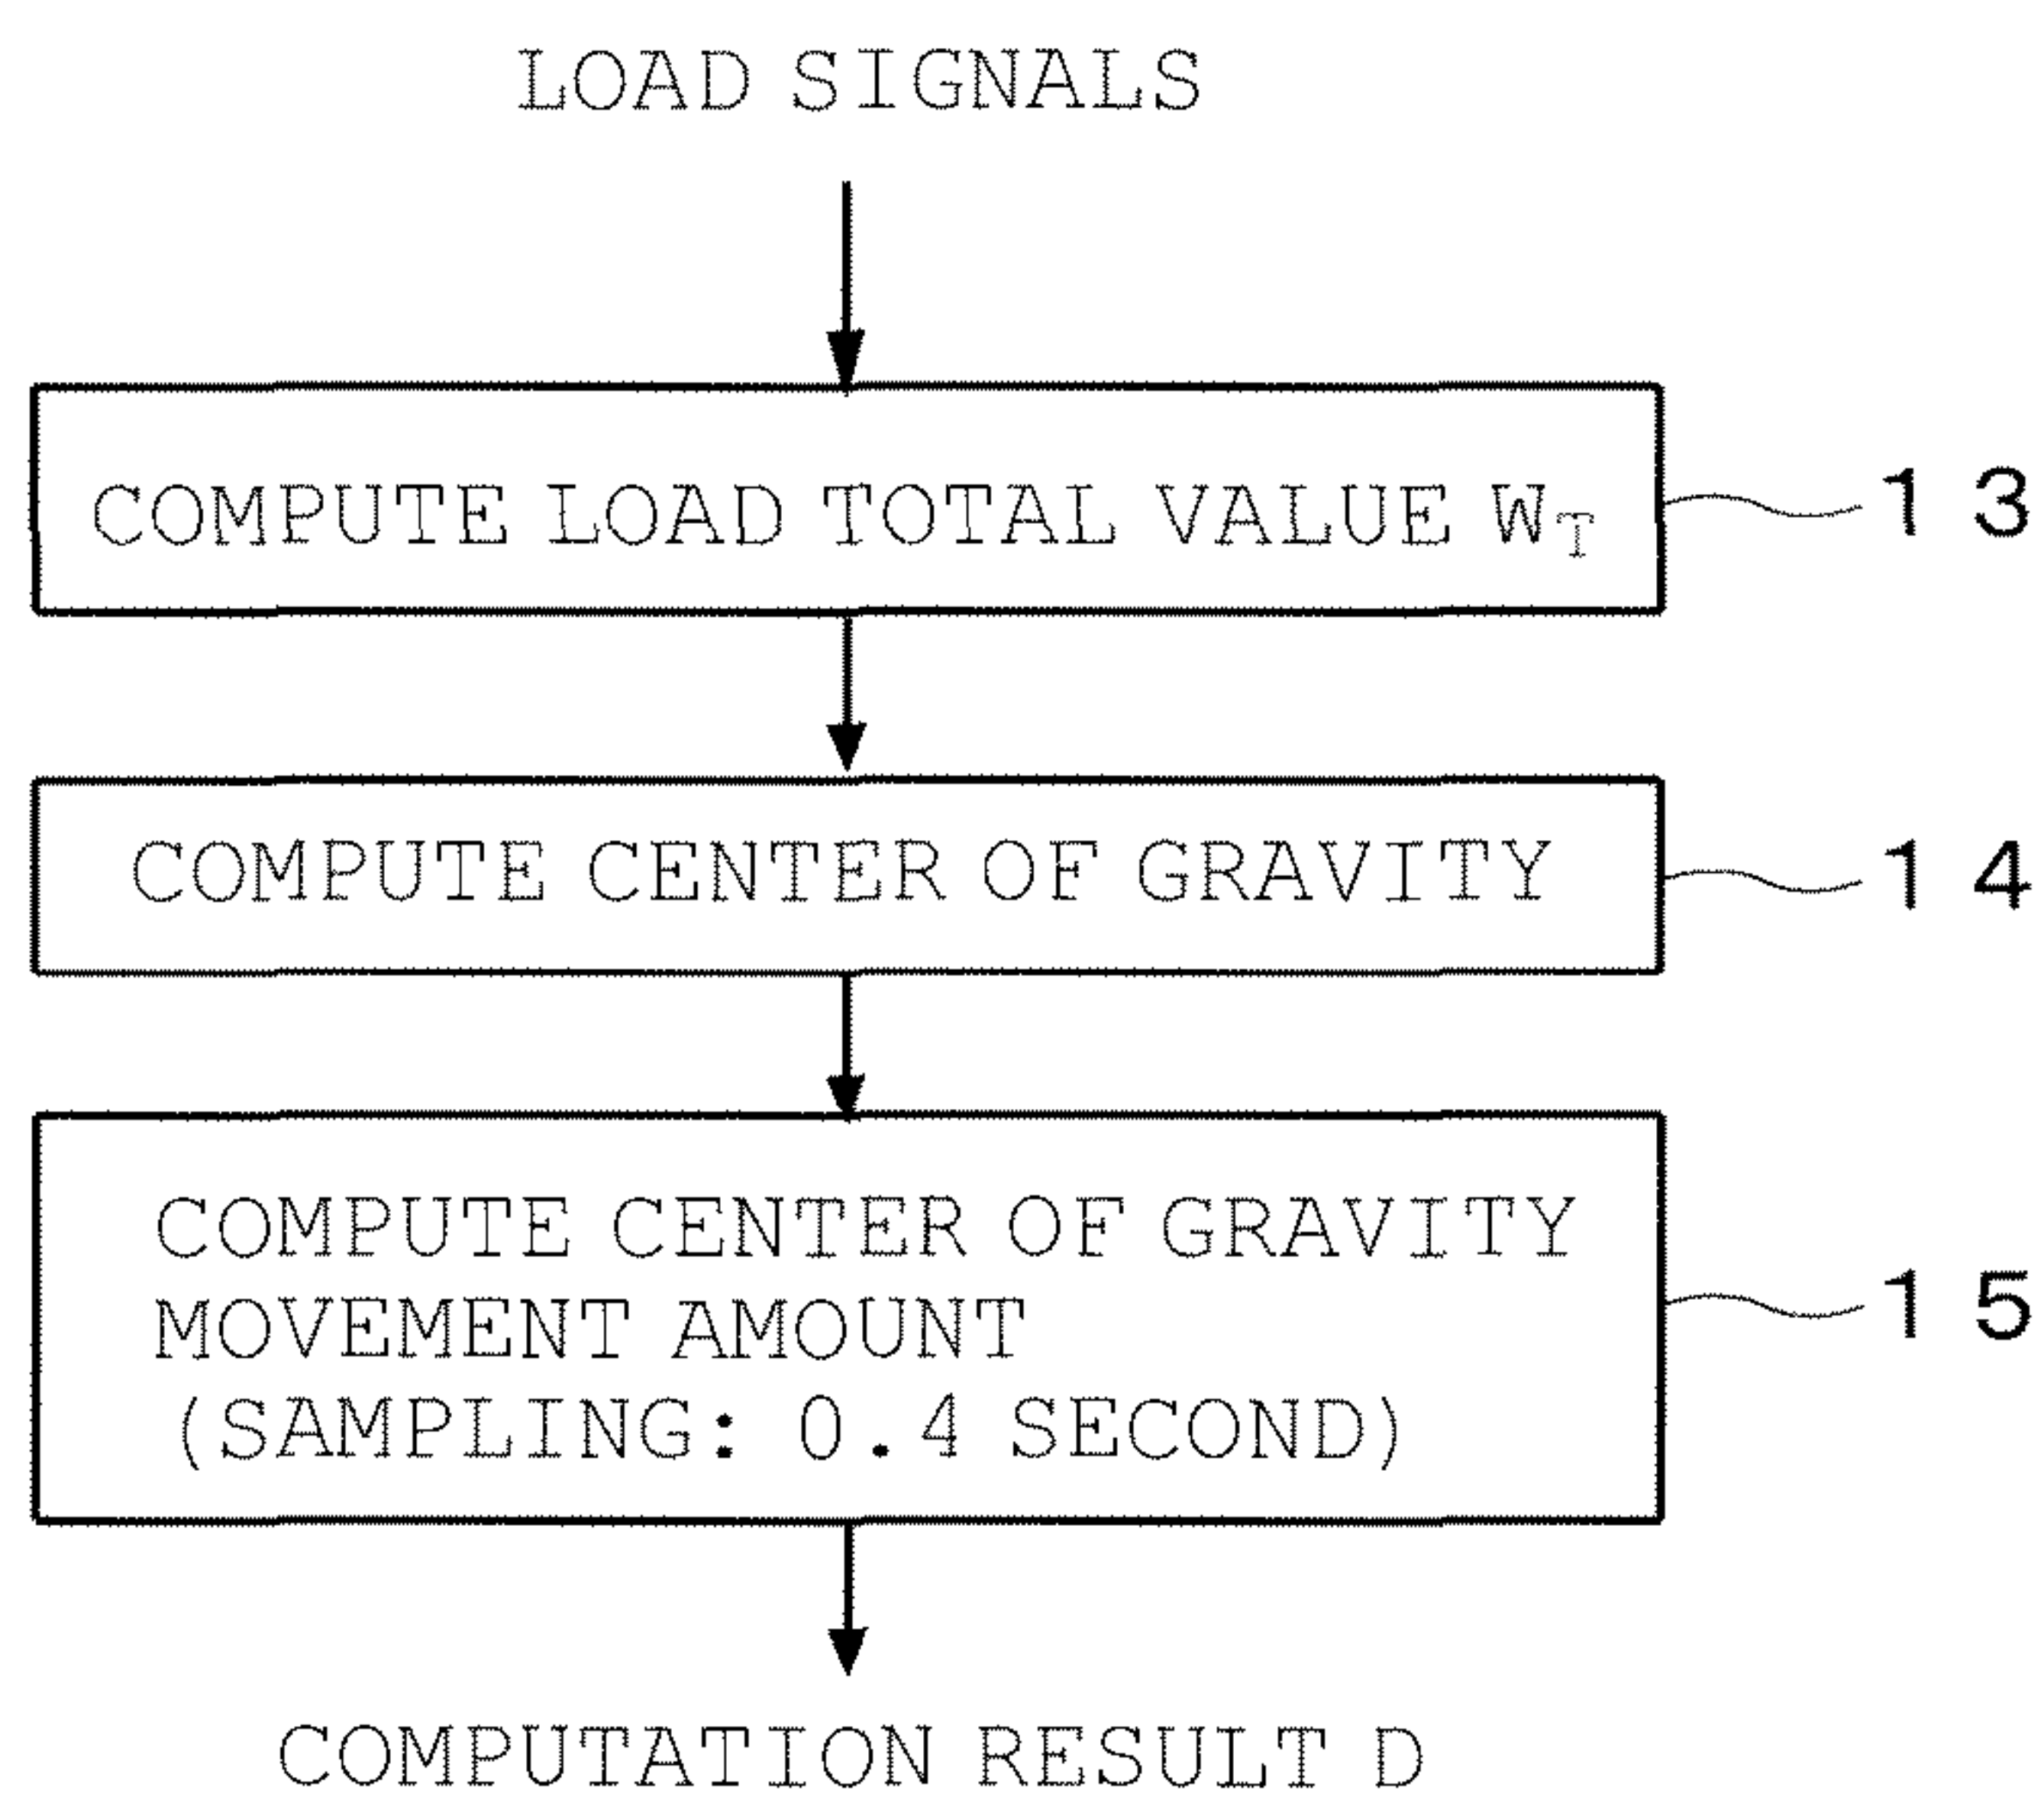 LOAD SIGNALS
COMPUTE LOAD TOTAL VALUE W_T
13
COMPUTE CENTER OF GRAVITY
14
COMPUTE CENTER OF GRAVITY
MOVEMENT AMOUNT
(SAMPLING: 0.4 SECOND)
15
COMPUTATION RESULT D